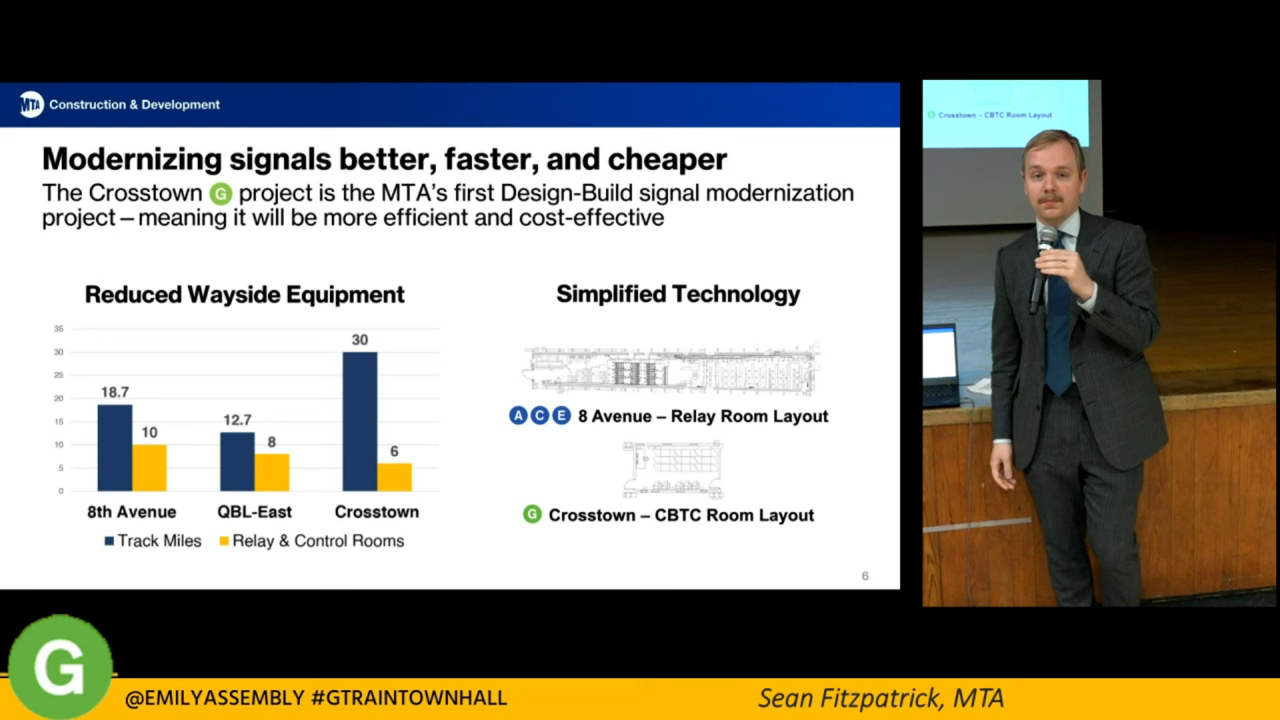 MTA Construction & Development
Modernizing signals better, faster, and cheaper
The Crosstown G project is the MTA's first Design-Build signal modernization
project – meaning it will be more efficient and cost-effective
Reduced Wayside Equipment
35
30
25
20
15
10
5
0
18.7
10
12.7
8
30
6
8th Avenue
QBL-East
Crosstown
Track Miles
Relay & Control Rooms
Simplified Technology
A C E 8 Avenue – Relay Room Layout
G Crosstown – CBTC Room Layout
6
G Crosstown – CBTC Room Layout
G
@EMILYASSEMBLY #GTRAINTOWNHALL
Sean Fitzpatrick, MTA